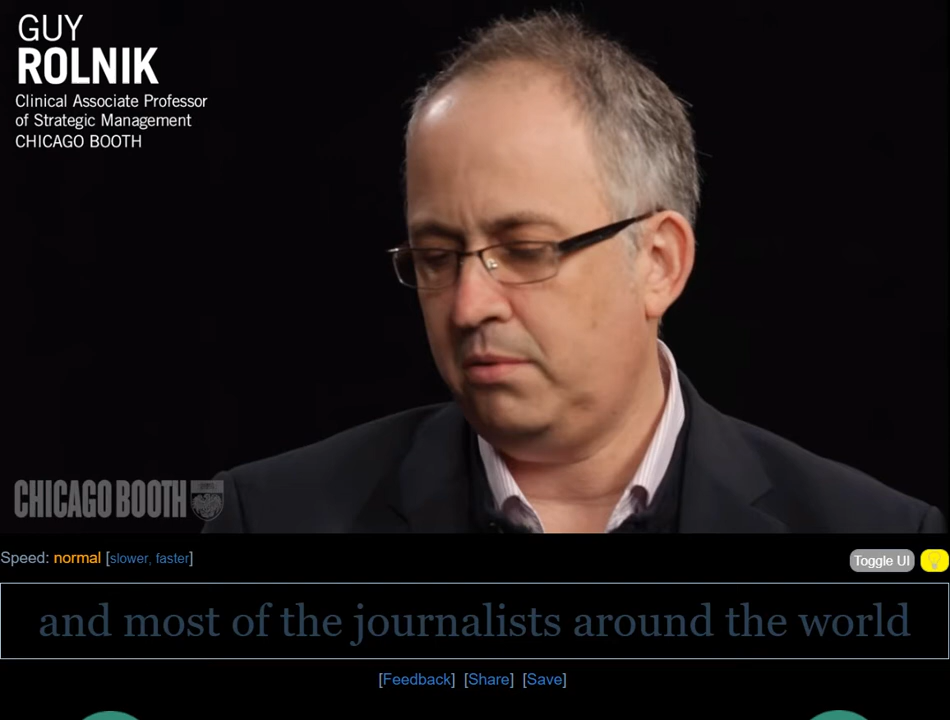 GUY
ROLNIK
Clinical Associate Professor
of Strategic Management
CHICAGO BOOTH
CHICAGO BOOTH
Speed: normal [slower, faster]
Toggle UI
and most of the journalists around the world
[Feedback] [Share] [Save]